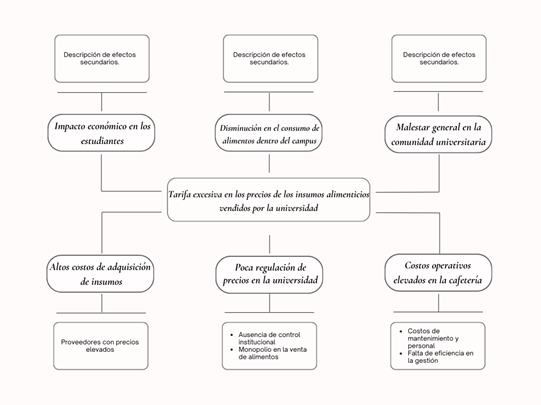 Descripción de efectos
secundarios.
Descripción de efectos
secundarios.
Descripción de efectos
secundarios.
Impacto económico en los
estudiantes
Disminución en el consumo de
alimentos dentro del campus
Malestar general en la
comunidad universitaria
Tarifa excesiva en los precios de los insumos alimenticios
vendidos por la universidad
Altos costos de adquisición
de insumos
Poca regulación de
precios en la universidad
Costos operativos
elevados en la cafetería
Proveedores con precios
elevados
• Ausencia de control
institucional
• Monopolio en la venta
de alimentos
• Costos de
mantenimiento y
personal
• Falta de eficiencia en
la gestión